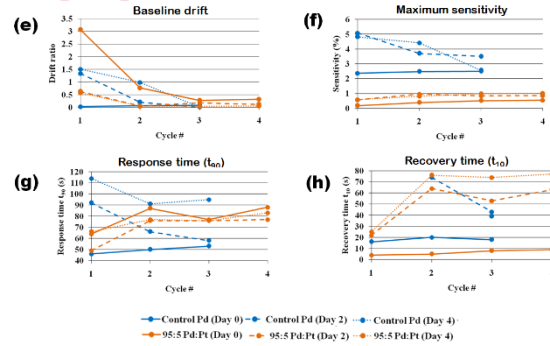 (e)
Baseline drift
Drift ratio
3.5
3
2.5
2
1.5
1
0.5
0
1 2 3 4
Cycle #
(f)
Maximum sensitivity
Sensitivity (%)
6
5
4
3
2
1
0
1 2 3 4
Cycle #
(g)
Response time (t90)
Response time t90 (s)
120
110
100
90
80
70
60
50
40
1 2 3 4
Cycle #
(h)
Recovery time (t10)
Recovery time t10 (s)
80
70
60
50
40
30
20
10
0
1 2 3
Cycle #
Control Pd (Day 0) Control Pd (Day 2) Control Pd (Day 4)
95:5 Pd:Pt (Day 0) 95:5 Pd:Pt (Day 2) 95:5 Pd:Pt (Day 4)